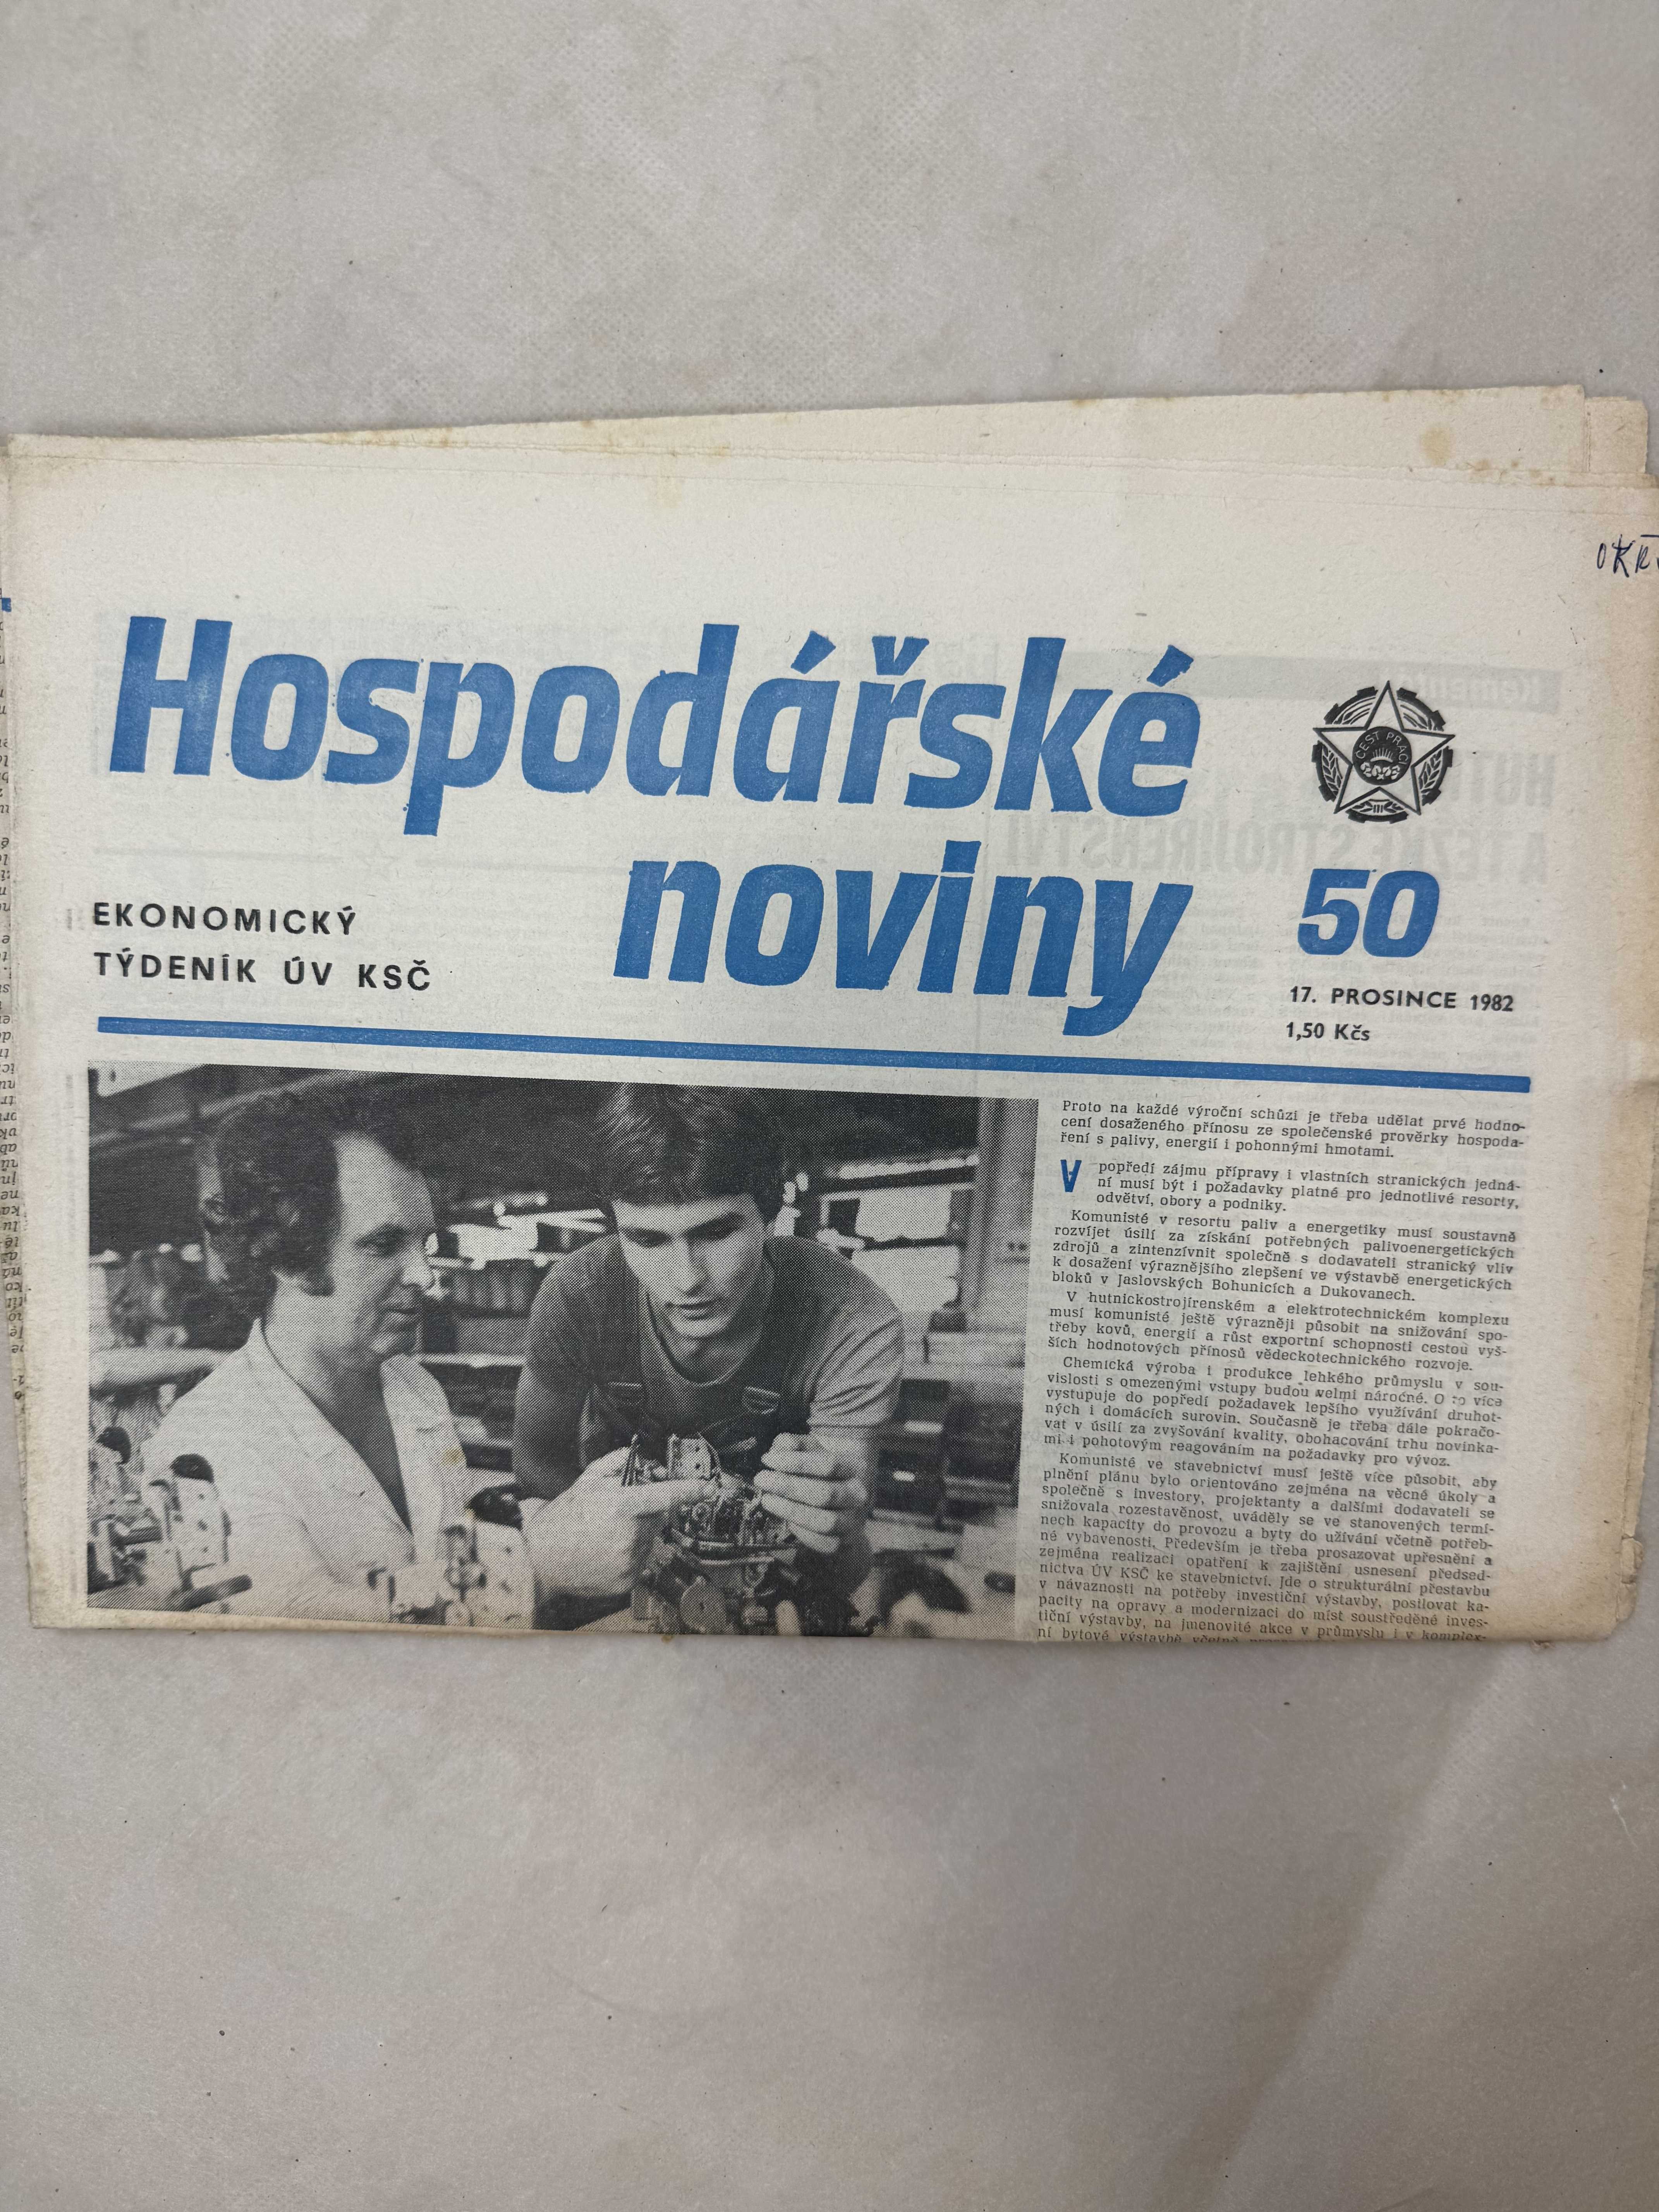 OKR
Hospodářské
noviny
EKONOMICKÝ
TÝDENÍK ÚV KSČ
ČEST PRÁCI
50
17. PROSINCE 1982
1,50 Kčs
Proto na každé výroční schůzi je třeba udělat prvé hodno-
cení dosaženého přínosu ze společenské prověrky hospoda-
ření s palivy, energií i pohonnými hmotami.
V popředí zájmu přípravy i vlastních stranických jedná-
ní musí být i požadavky platné pro jednotlivé resorty,
odvětví, obory a podniky.
Komunisté v resortu paliv a energetiky musí soustavně
rozvíjet úsilí za získání potřebných palivoenergetických
zdrojů a zintenzívnit společně s dodavateli stranický vliv
k dosažení výraznějšího zlepšení ve výstavbě energetických
bloků v Jaslovských Bohunicích a Dukovanech.
V hutnickostrojírenském a elektrotechnickém komplexu
musí komunisté ještě výrazněji působit na snižování spo-
třeby kovů, energií a růst exportní schopnosti cestou vyš-
ších hodnotových přínosů vědeckotechnického rozvoje.
Chemická výroba i produkce lehkého průmyslu v sou-
vislosti s omezenými vstupy budou velmi náročné. O to více
vystupuje do popředí požadavek lepšího využívání druhot-
ných i domácích surovin. Současně je třeba dále pokračo-
vat v úsilí za zvyšování kvality, obohacování trhu novinka-
mi i pohotovým reagováním na požadavky pro vývoz.
Komunisté ve stavebnictví musí ještě více působit, aby
plnění plánu bylo orientováno zejména na věcné úkoly a
společně s investory, projektanty a dalšími dodavateli se
snižovala rozestavěnost, uváděly se ve stanovených termí-
nech kapacity do provozu a byty do užívání včetně potřeb-
né vybavenosti. Především je třeba prosazovat upřesnění a
zejména realizaci opatření k zajištění usnesení předsed-
nictva ÚV KSČ ke stavebnictví. Jde o strukturální přestavbu
v návaznosti na potřeby investiční výstavby, posilovat ka-
pacity na opravy a modernizaci do míst soustředěné inves-
tiční výstavby, na jmenovité akce v průmyslu i v komplex-
ní bytové výstavbě včetně